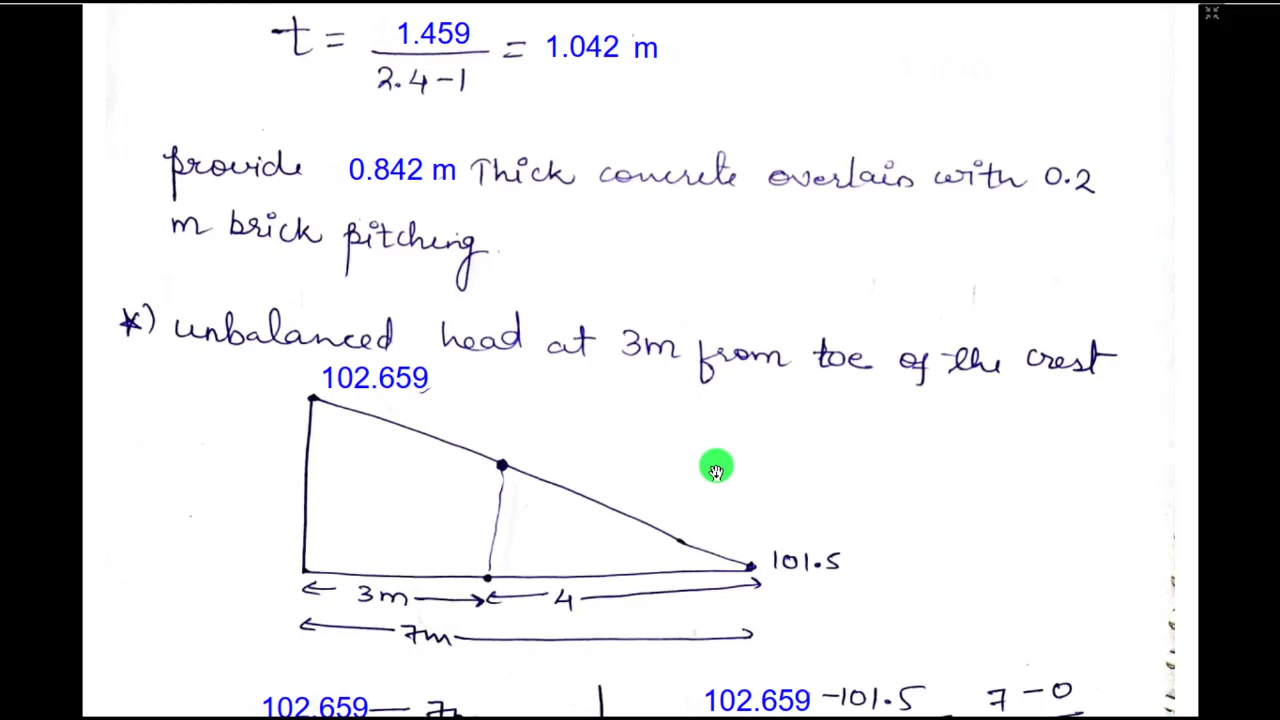 t = 1.459 / 2.4-1 = 1.042 m
provide 0.842 m Thick concrete overlain with 0.2
m brick pitching.
*) unbalanced head at 3m from toe of the crest
102.659
101.5
3m 4
7m
102.659 — 7 102.659 -101.5 7 -0